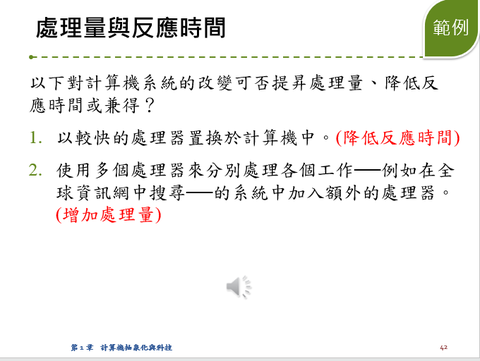 處理量與反應時間
範例
以下對計算機系統的改變可否提昇處理量、降低反
應時間或兼得？
1. 以較快的處理器置換於計算機中。(降低反應時間)
2. 使用多個處理器來分別處理各個工作──例如在全
球資訊網中搜尋──的系統中加入額外的處理器。
(增加處理量)
第 1 章 計算機抽象化與科技
42